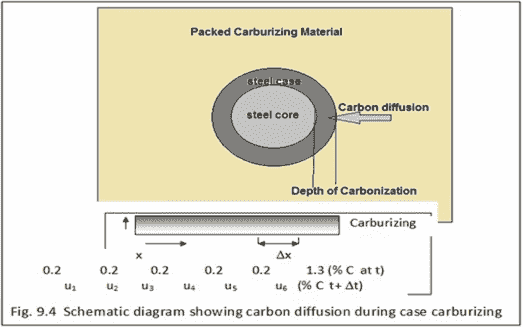 Packed Carburizing Material
steel case
steel core
Carbon diffusion
Depth of Carbonization
Carburizing
x Δx
0.2 0.2 0.2 0.2 0.2 1.3 (% C at t)
u₁ u₂ u₃ u₄ u₅ u₆ (% C t+ Δt)
Fig. 9.4 Schematic diagram showing carbon diffusion during case carburizing